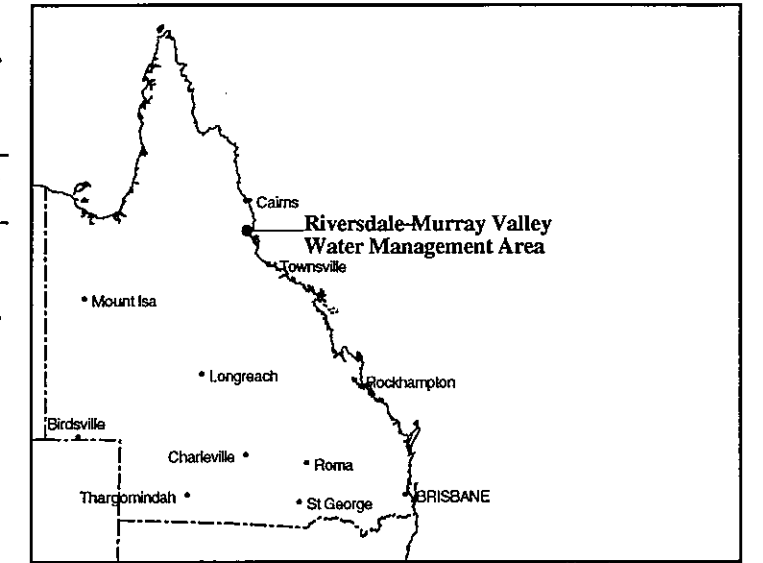 Cairns
Riversdale-Murray Valley
Water Management Area
Townsville
Mount Isa
Longreach
Rockhampton
Birdsville
Charleville
Roma
Thargomindah
St George
BRISBANE